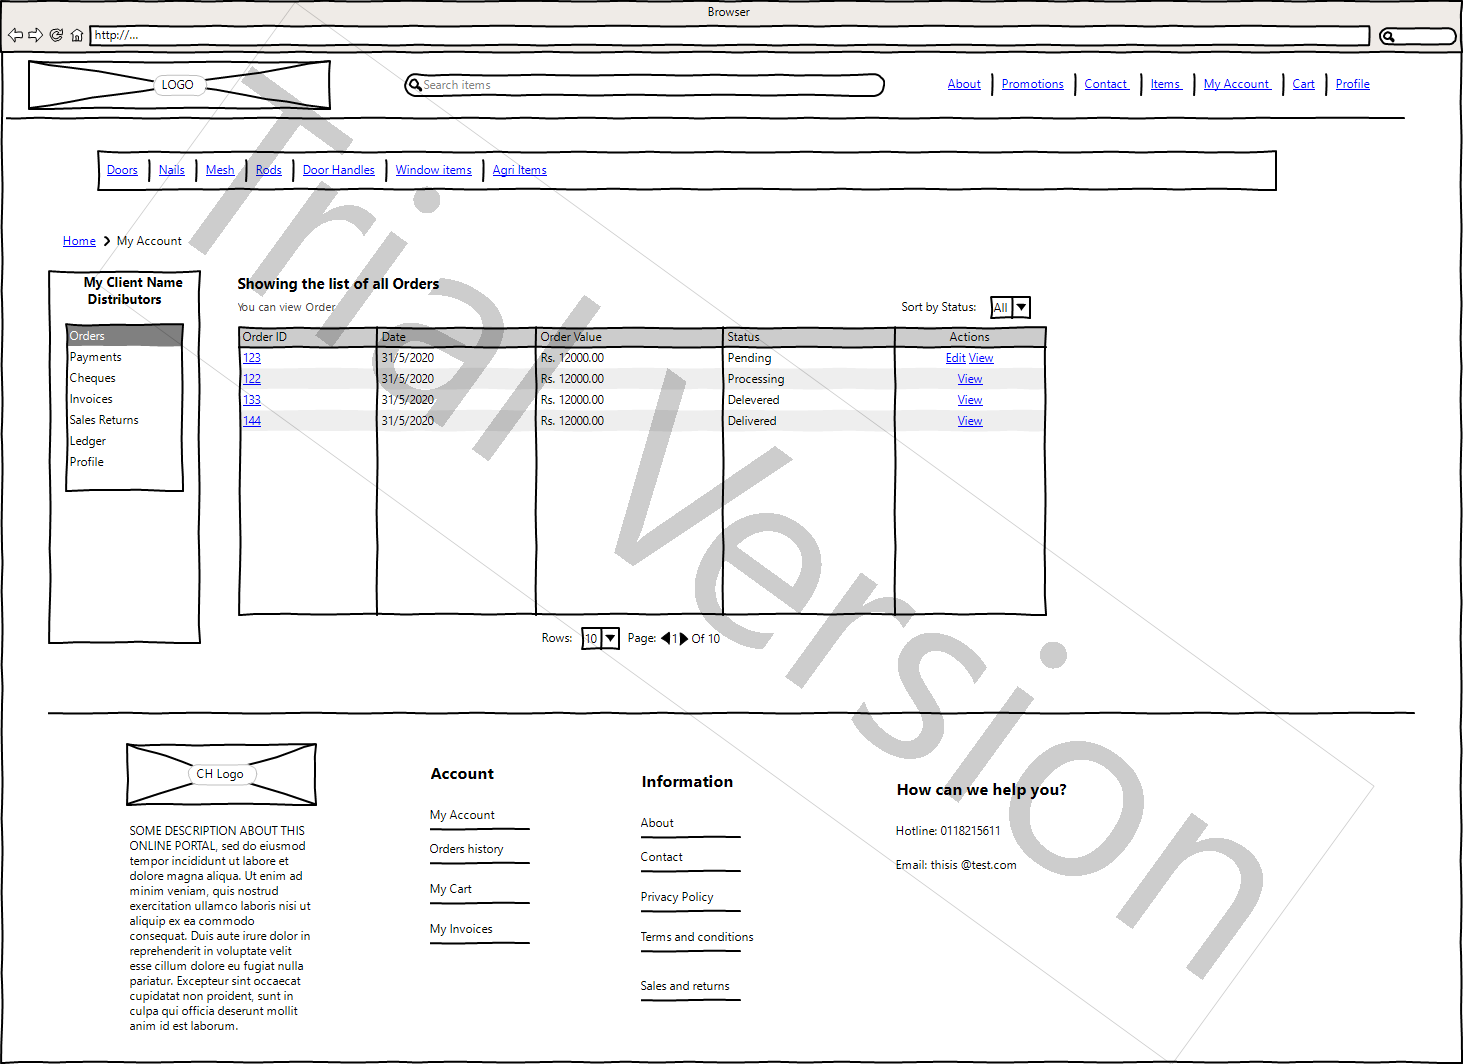 Browser
http://...
LOGO
Search items
About Promotions Contact Items My Account Cart Profile
Doors Nails Mesh Rods Door Handles Window items Agri Items
Home > My Account
My Client Name
Distributors
Orders
Payments
Cheques
Invoices
Sales Returns
Ledger
Profile
Showing the list of all Orders
You can view Order
Sort by Status: All
Order ID Date Order Value Status Actions
123 31/5/2020 Rs. 12000.00 Pending Edit View
122 31/5/2020 Rs. 12000.00 Processing View
133 31/5/2020 Rs. 12000.00 Delevered View
144 31/5/2020 Rs. 12000.00 Delivered View
Rows: 10 Page: 1 Of 10
CH Logo
SOME DESCRIPTION ABOUT THIS
ONLINE PORTAL, sed do eiusmod
tempor incididunt ut labore et
dolore magna aliqua. Ut enim ad
minim veniam, quis nostrud
exercitation ullamco laboris nisi ut
aliquip ex ea commodo
consequat. Duis aute irure dolor in
reprehenderit in voluptate velit
esse cillum dolore eu fugiat nulla
pariatur. Excepteur sint occaecat
cupidatat non proident, sunt in
culpa qui officia deserunt mollit
anim id est laborum.
Account
My Account
Orders history
My Cart
My Invoices
Information
About
Contact
Privacy Policy
Terms and conditions
Sales and returns
How can we help you?
Hotline: 0118215611
Email: thisis @test.com
Trial Version